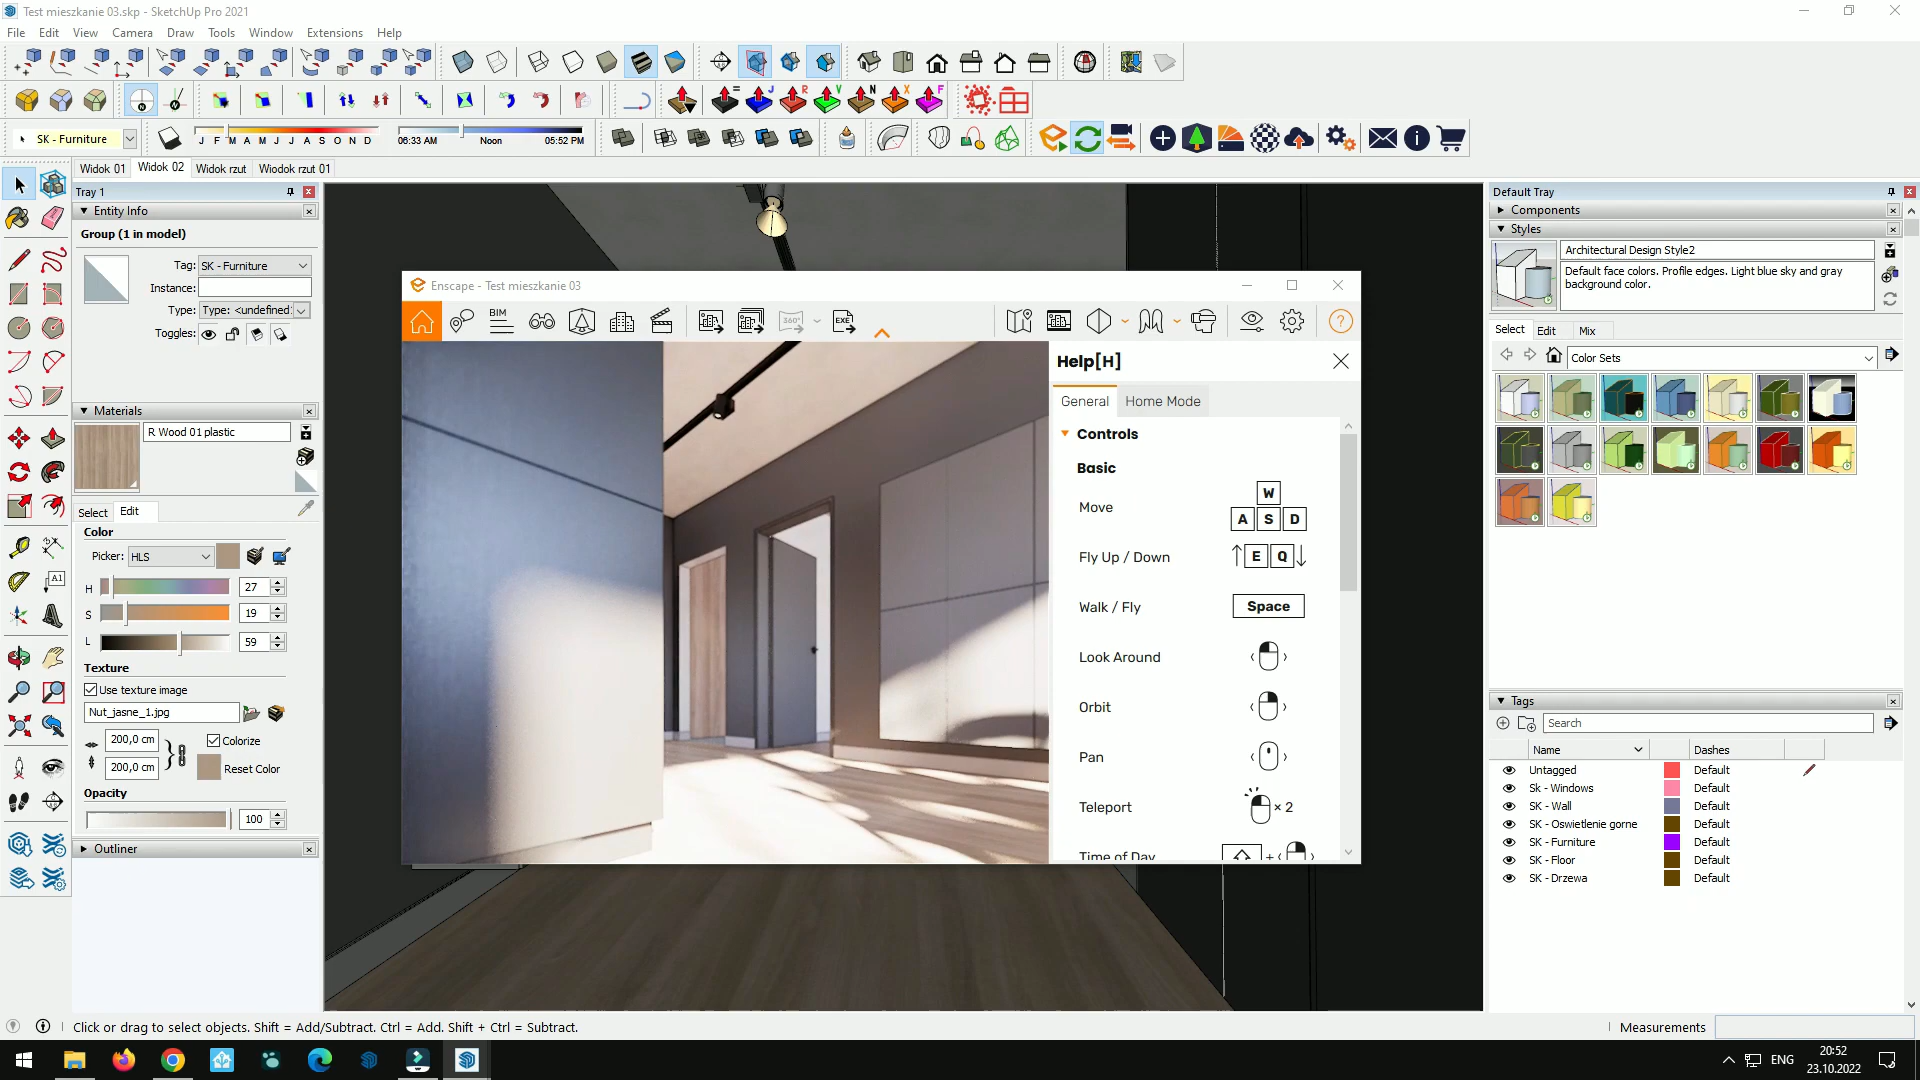 Test mieszkanie 03.skp - SketchUp Pro 2021
File Edit View Camera Draw Tools Window Extensions Help
= J R V N X F
SK - Furniture
J F M A M J J A S O N D
06:33 AM Noon 05:52 PM
Widok 01 Widok 02 Widok rzut Wiodok rzut 01
Tray 1
Entity Info
Group (1 in model)
Tag: SK - Furniture
Instance:
Type: Type: <undefined>
Toggles:
Materials
R Wood 01 plastic
Select Edit
Color
Picker: HLS
H 27
S 19
L 59
Texture
Use texture image
Nut_jasne_1.jpg
200,0 cm Colorize
200,0 cm Reset Color
Opacity
100
Outliner
A1
Enscape - Test mieszkanie 03
BIM 360° EXE
Help[H]
General Home Mode
Controls
Basic
Move W
A S D
Fly Up / Down E Q
Walk / Fly Space
Look Around
Orbit
Pan
Teleport × 2
Time of Day +
Default Tray
Components
Styles
Architectural Design Style2
Default face colors. Profile edges. Light blue sky and gray
background color.
Select Edit Mix
Color Sets
Tags
Search
Name Dashes
Untagged Default
Sk - Windows Default
SK - Wall Default
SK - Oswietlenie gorne Default
SK - Furniture Default
SK - Floor Default
SK - Drzewa Default
Click or drag to select objects. Shift = Add/Subtract. Ctrl = Add. Shift + Ctrl = Subtract.
Measurements
ENG
20:52
23.10.2022